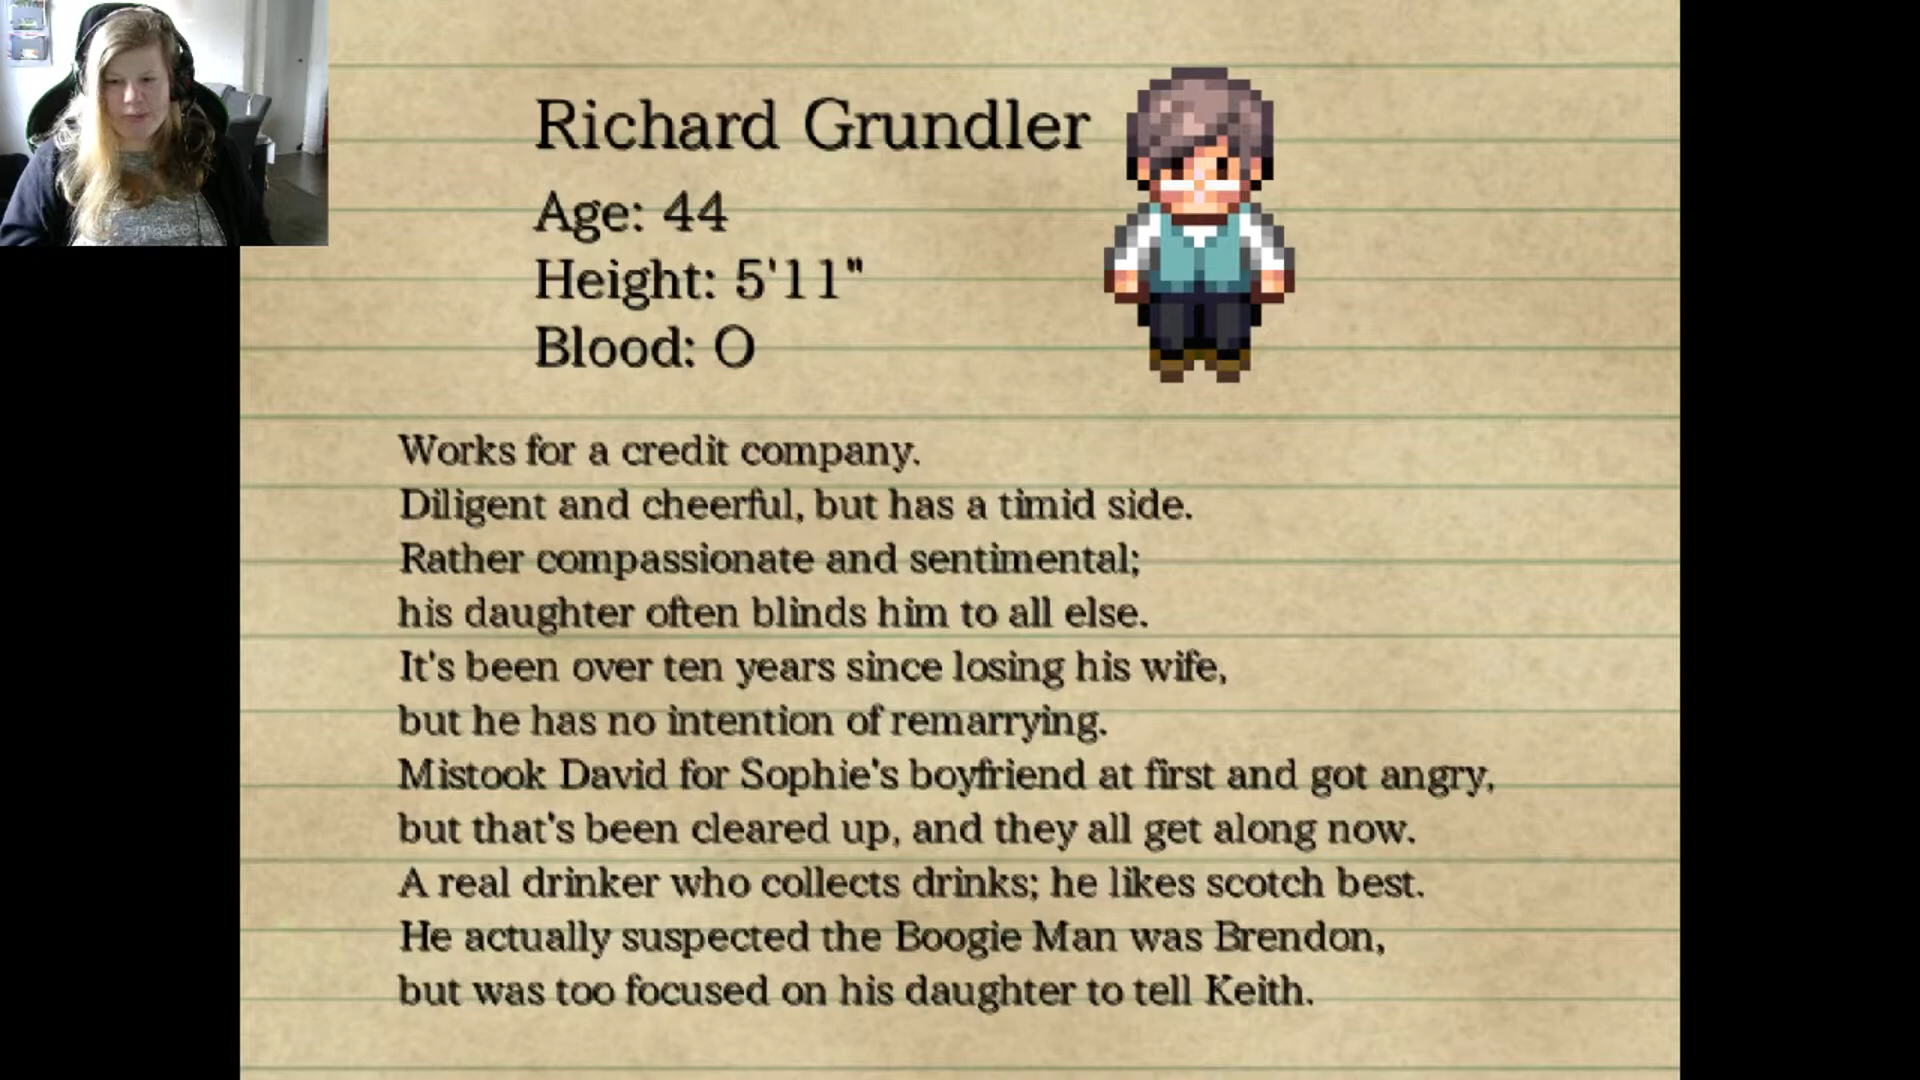 Richard Grundler
Age: 44
Height: 5'11"
Blood: O
Works for a credit company.
Diligent and cheerful, but has a timid side.
Rather compassionate and sentimental;
his daughter often blinds him to all else.
It's been over ten years since losing his wife,
but he has no intention of remarrying.
Mistook David for Sophie's boyfriend at first and got angry,
but that's been cleared up, and they all get along now.
A real drinker who collects drinks; he likes scotch best.
He actually suspected the Boogie Man was Brendon,
but was too focused on his daughter to tell Keith.